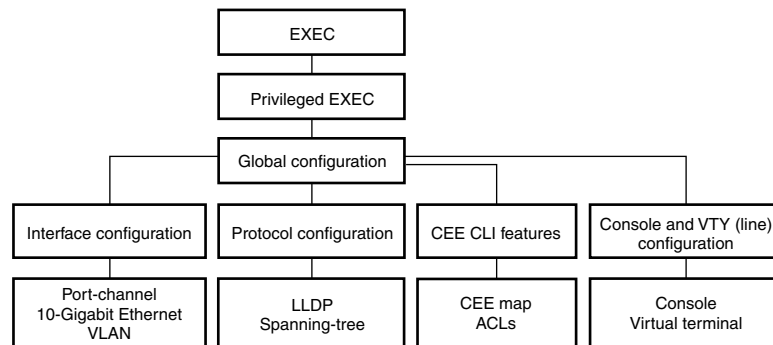 EXEC
Privileged EXEC
Global configuration
Interface configuration
Protocol configuration
CEE CLI features
Console and VTY (line)
configuration
Port-channel
10-Gigabit Ethernet
VLAN
LLDP
Spanning-tree
CEE map
ACLs
Console
Virtual terminal